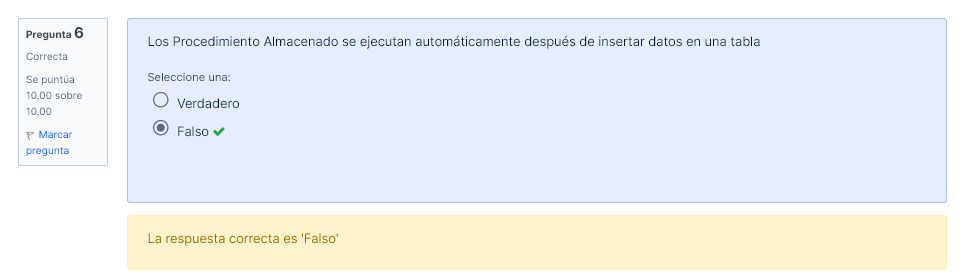 Pregunta 6
Correcta
Se puntúa
10,00 sobre
10,00
Marcar
pregunta
Los Procedimiento Almacenado se ejecutan automáticamente después de insertar datos en una tabla
Seleccione una:
Verdadero
Falso
La respuesta correcta es 'Falso'